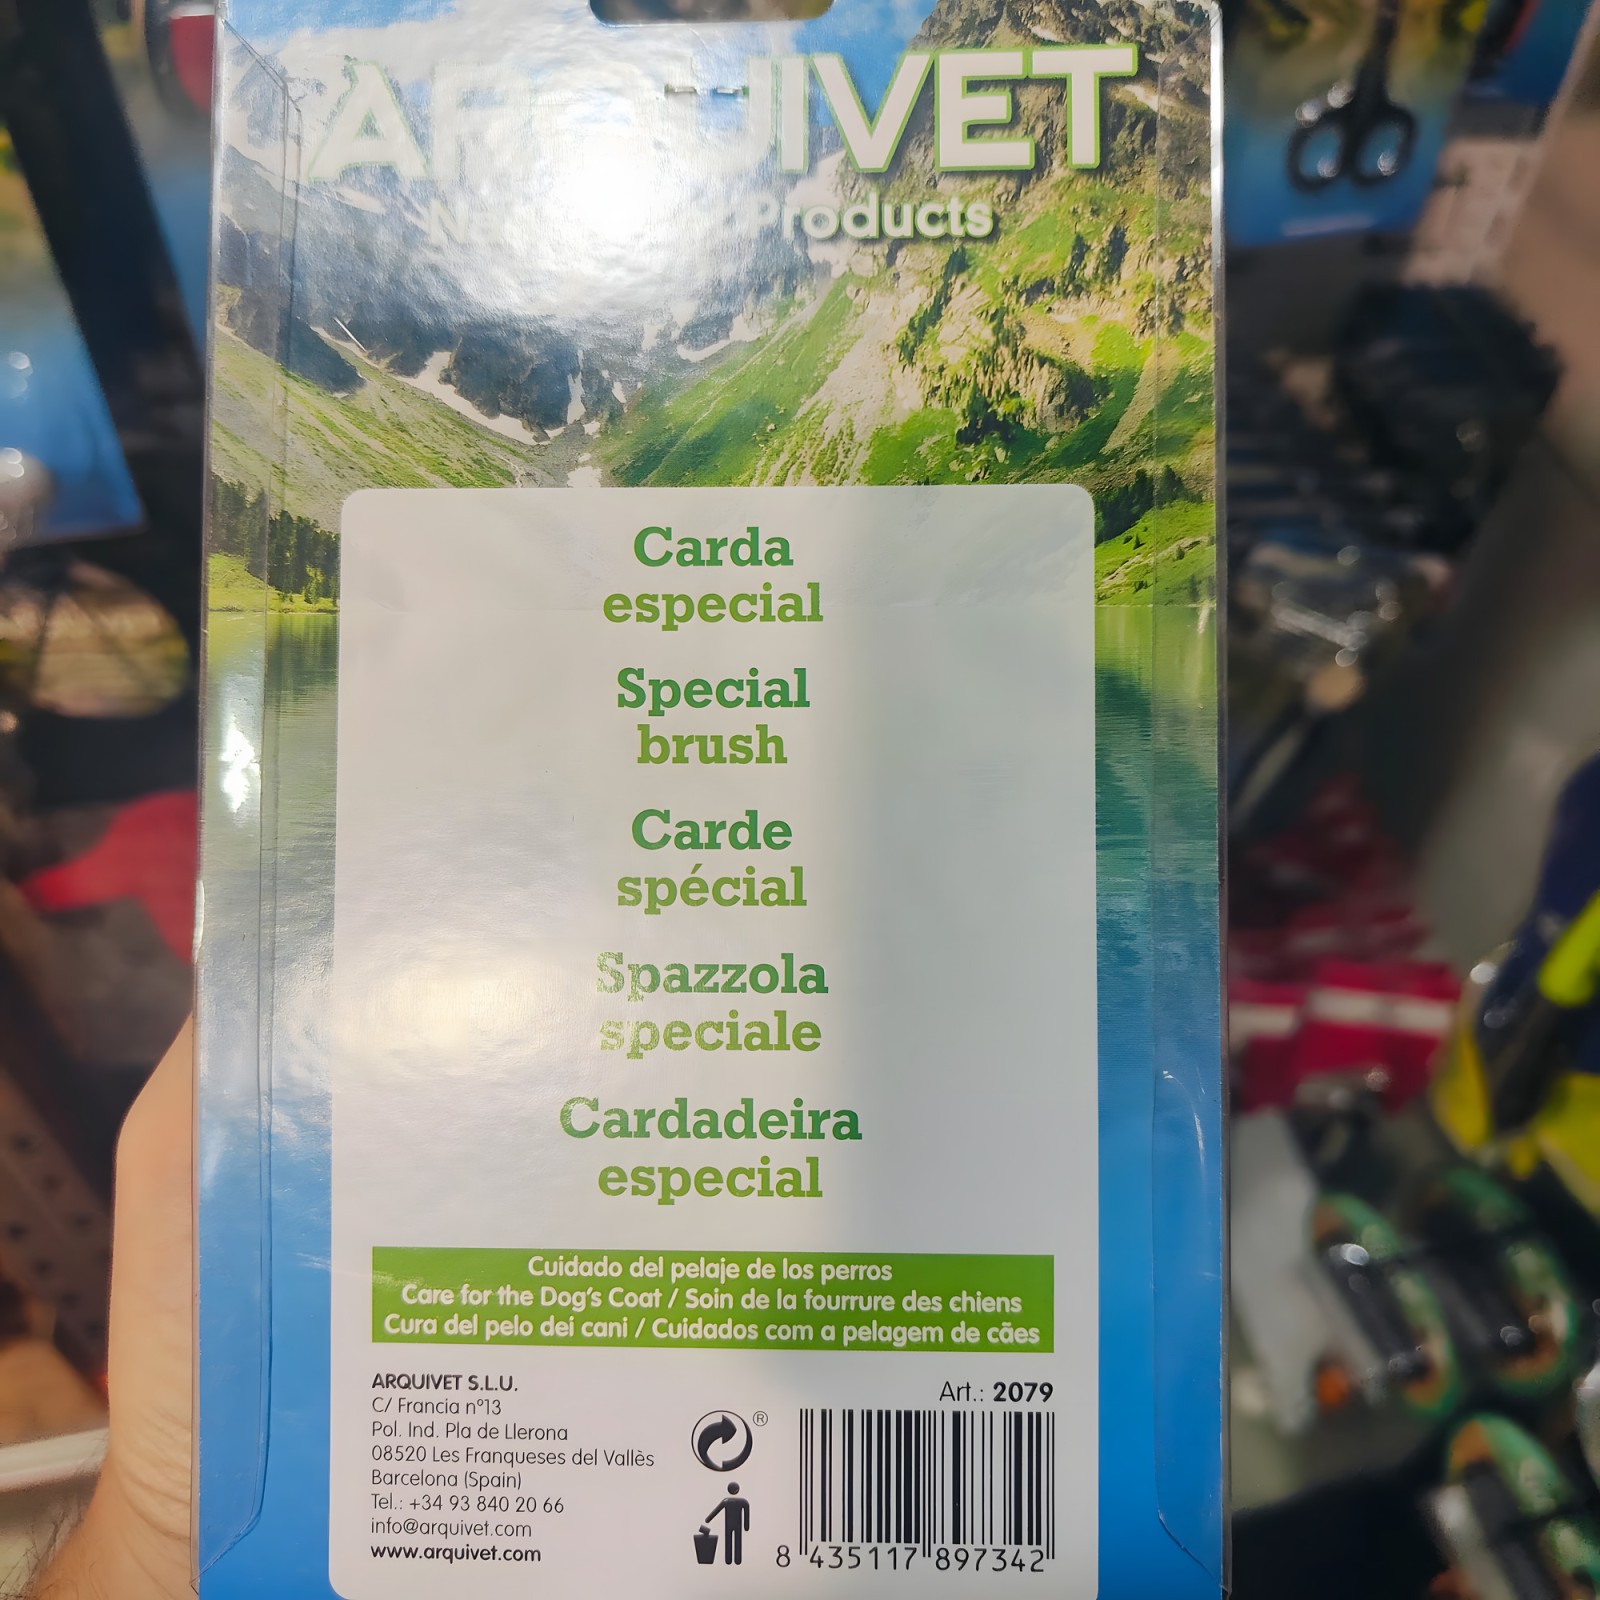 ARQUIVET
Products
Carda
especial
Special
brush
Carde
spécial
Spazzola
speciale
Cardadeira
especial
Cuidado del pelaje de los perros
Care for the Dog's Coat / Soin de la fourrure des chiens
Cura del pelo dei cani / Cuidados com a pelagem de cães
ARQUIVET S.L.U.
C/ Francia nº13
Pol. Ind. Pla de Llerona
08520 Les Franqueses del Vallès
Barcelona (Spain)
Tel.: +34 93 840 20 66
info@arquivet.com
www.arquivet.com
Art.: 2079
®
8 435117 897342